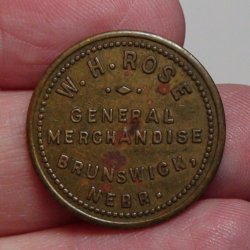 W. H. ROSE
GENERAL
MERCHANDISE
BRUNSWICK,
NEBR.